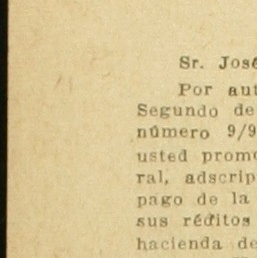 Sr. José
Por aut
Segundo de
número 9/9
usted promo
ral, adscrip
pago de la
sus réditos
hacienda de